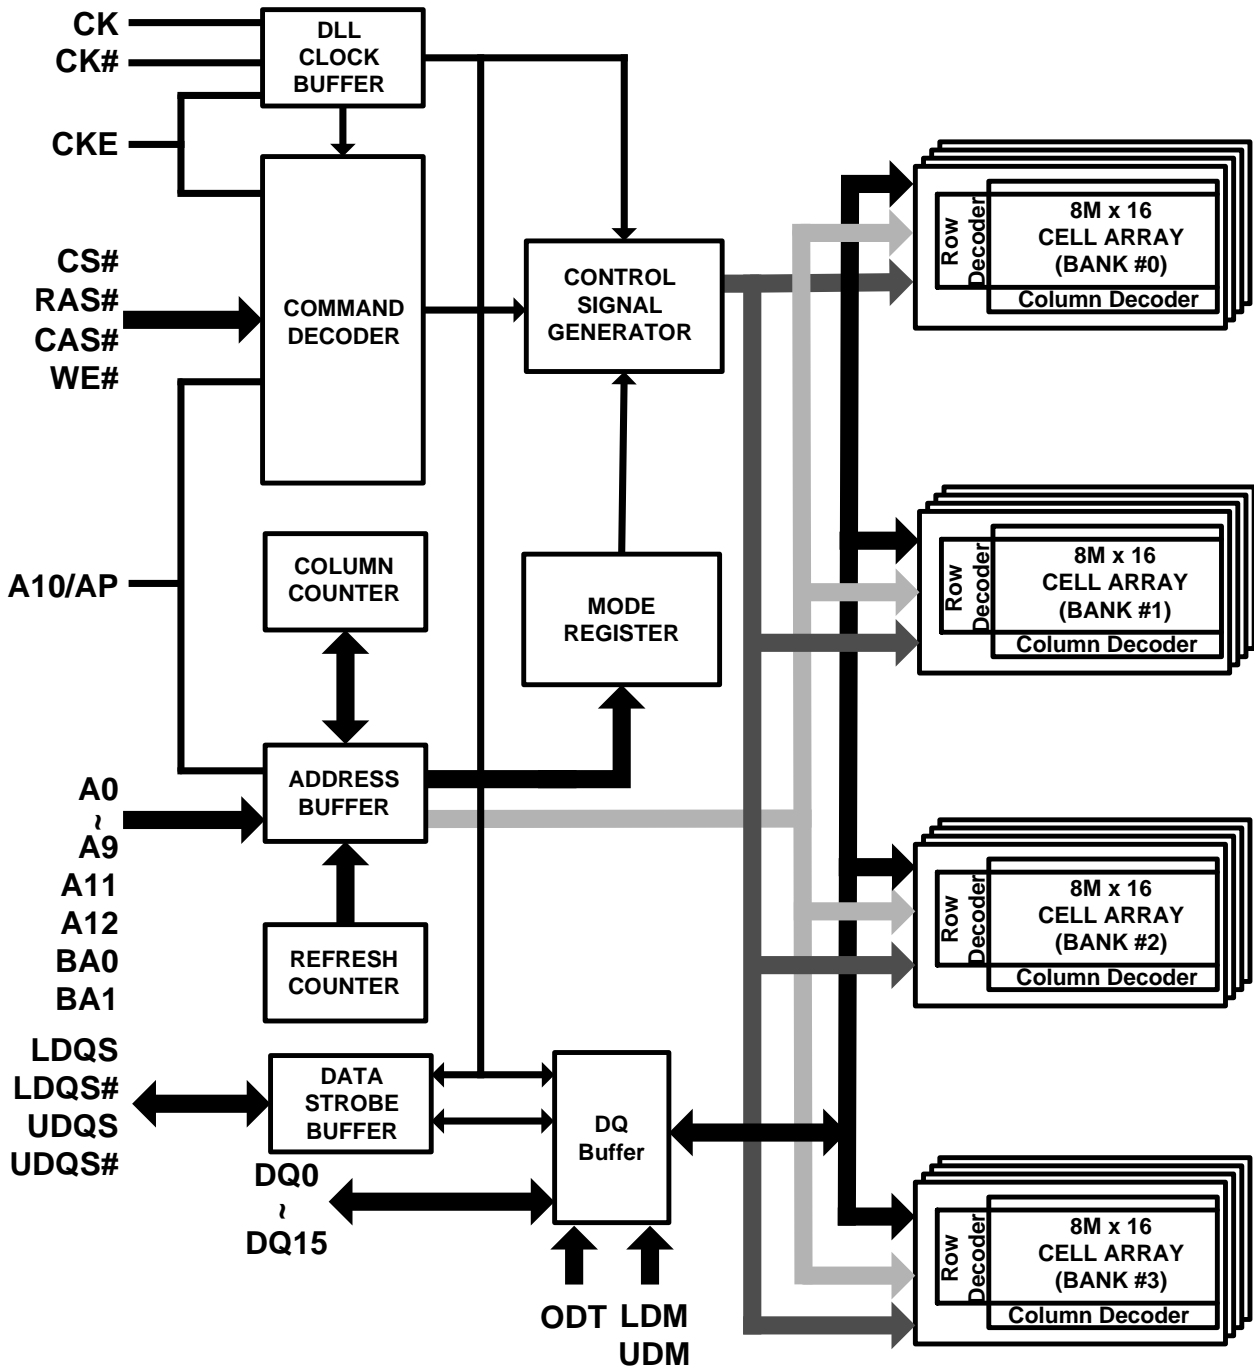 CK
CK#
CKE
CS#
RAS#
CAS#
WE#
A10/AP
A0
~
A9
A11
A12
BA0
BA1
LDQS
LDQS#
UDQS
UDQS#
DLL
CLOCK
BUFFER
COMMAND
DECODER
CONTROL
SIGNAL
GENERATOR
COLUMN
COUNTER
MODE
REGISTER
ADDRESS
BUFFER
REFRESH
COUNTER
DATA
STROBE
BUFFER
DQ
Buffer
DQ0
~
DQ15
ODT
LDM
UDM
Row
Decoder
8M x 16
CELL ARRAY
(BANK #0)
Column Decoder
Row
Decoder
8M x 16
CELL ARRAY
(BANK #1)
Column Decoder
Row
Decoder
8M x 16
CELL ARRAY
(BANK #2)
Column Decoder
Row
Decoder
8M x 16
CELL ARRAY
(BANK #3)
Column Decoder